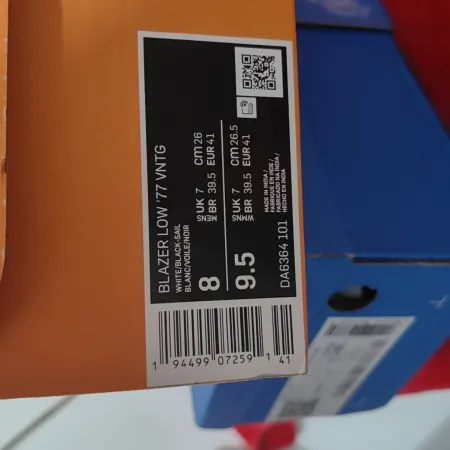 BLAZER LOW '77 VNTG
WHITE/BLACK-SAIL
BLANC/VOILE/NOIR
8
MENS
UK 7 cm 26
BR 39.5 EUR 41
9.5
WMNS
UK 7 cm 26.5
BR 39.5 EUR 41
MADE IN INDIA /
FABRIQUE EN INDE /
FABRICADO NA ÍNDIA /
HECHO EN INDIA
DA6364 101
1 94499 07259 1 41